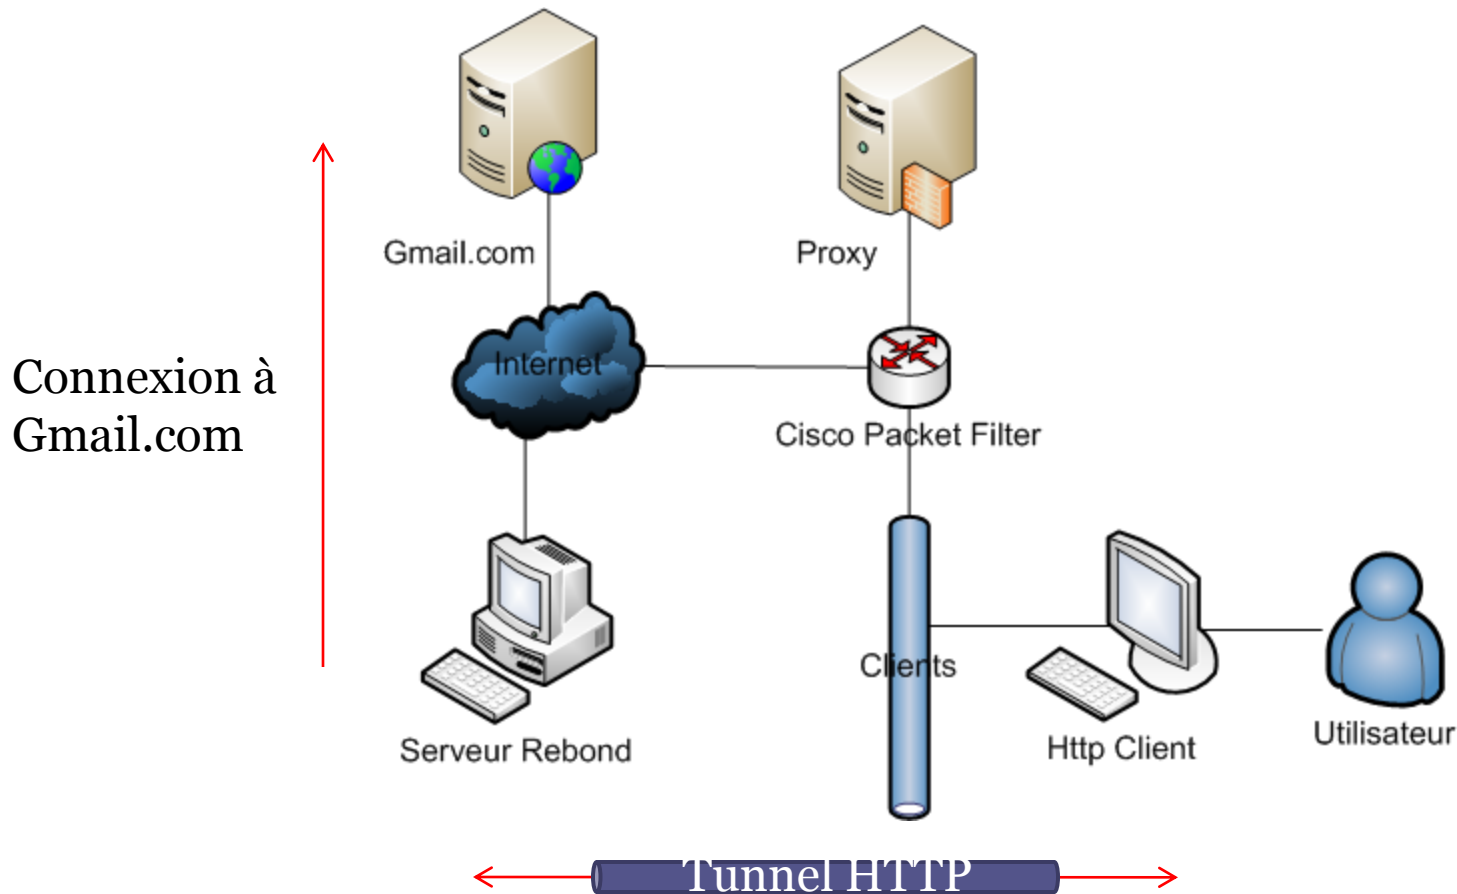 Gmail.com
Proxy
Internet
Connexion à
Gmail.com
Cisco Packet Filter
Clients
Serveur Rebond
Http Client
Utilisateur
Tunnel HTTP